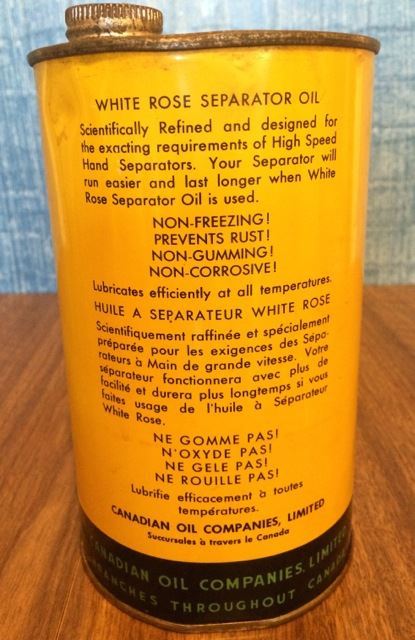 WHITE ROSE SEPARATOR OIL
Scientifically Refined and designed for
the exacting requirements of High Speed
Hand Separators. Your Separator will
run easier and last longer when White
Rose Separator Oil is used.
NON-FREEZING!
PREVENTS RUST!
NON-GUMMING!
NON-CORROSIVE!
Lubricates efficiently at all temperatures.
HUILE A SEPARATEUR WHITE ROSE
Scientifiquement raffinée et spécialement
préparée pour les exigences des Sépa-
rateurs à Main de grande vitesse. Votre
séparateur fonctionnera avec plus de
facilité et durera plus longtemps si vous
faites usage de l'huile à Séparateur
White Rose.
NE GOMME PAS!
N'OXYDE PAS!
NE GELE PAS!
NE ROUILLE PAS!
Lubrifie efficacement à toutes
températures.
CANADIAN OIL COMPANIES, LIMITED
Succursales à travers le Canada
CANADIAN OIL COMPANIES, LIMITED
BRANCHES THROUGHOUT CANADA